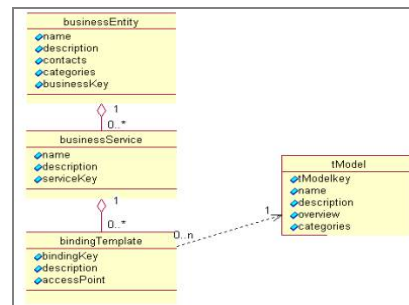 businessEntity
name
description
contacts
categories
businessKey
1
0..*
businessService
name
description
serviceKey
1
0..*
bindingTemplate
bindingKey
description
accessPoint
0..n
1
tModel
tModelkey
name
description
overview
categories